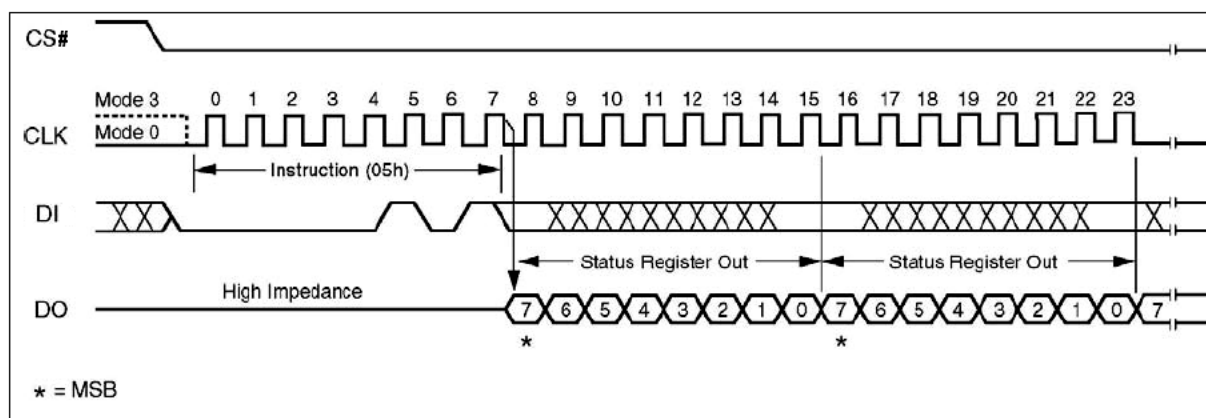 CS#
Mode 3 0 1 2 3 4 5 6 7 8 9 10 11 12 13 14 15 16 17 18 19 20 21 22 23
CLK Mode 0
Instruction (05h)
DI
Status Register Out Status Register Out
High Impedance
DO 7 6 5 4 3 2 1 0 7 6 5 4 3 2 1 0 7
* *
* = MSB